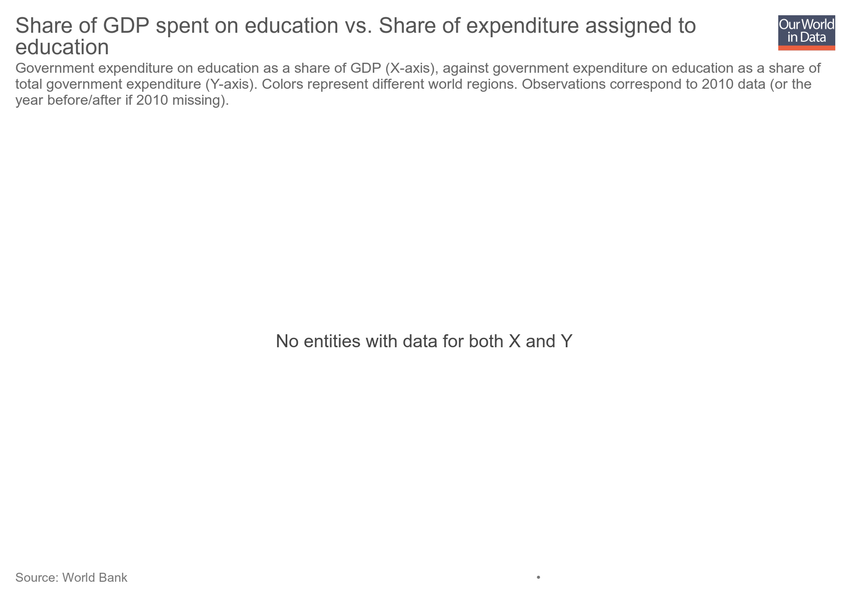 Share of GDP spent on education vs. Share of expenditure assigned to
education
Our World
in Data
Government expenditure on education as a share of GDP (X-axis), against government expenditure on education as a share of
total government expenditure (Y-axis). Colors represent different world regions. Observations correspond to 2010 data (or the
year before/after if 2010 missing).
No entities with data for both X and Y
Source: World Bank
•